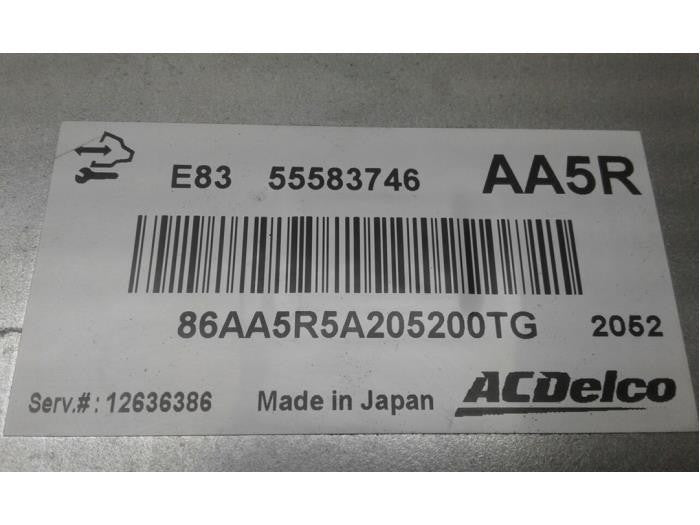 E83 55583746 AA5R
86AA5R5A205200TG 2052
Serv.#: 12636386 Made in Japan ACDelco